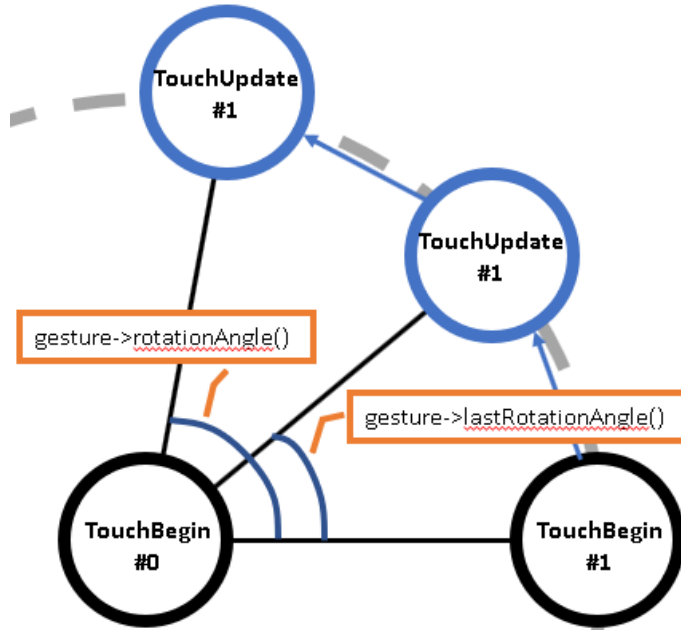 TouchUpdate
#1
TouchUpdate
#1
gesture->rotationAngle()
gesture->lastRotationAngle()
TouchBegin
#0
TouchBegin
#1